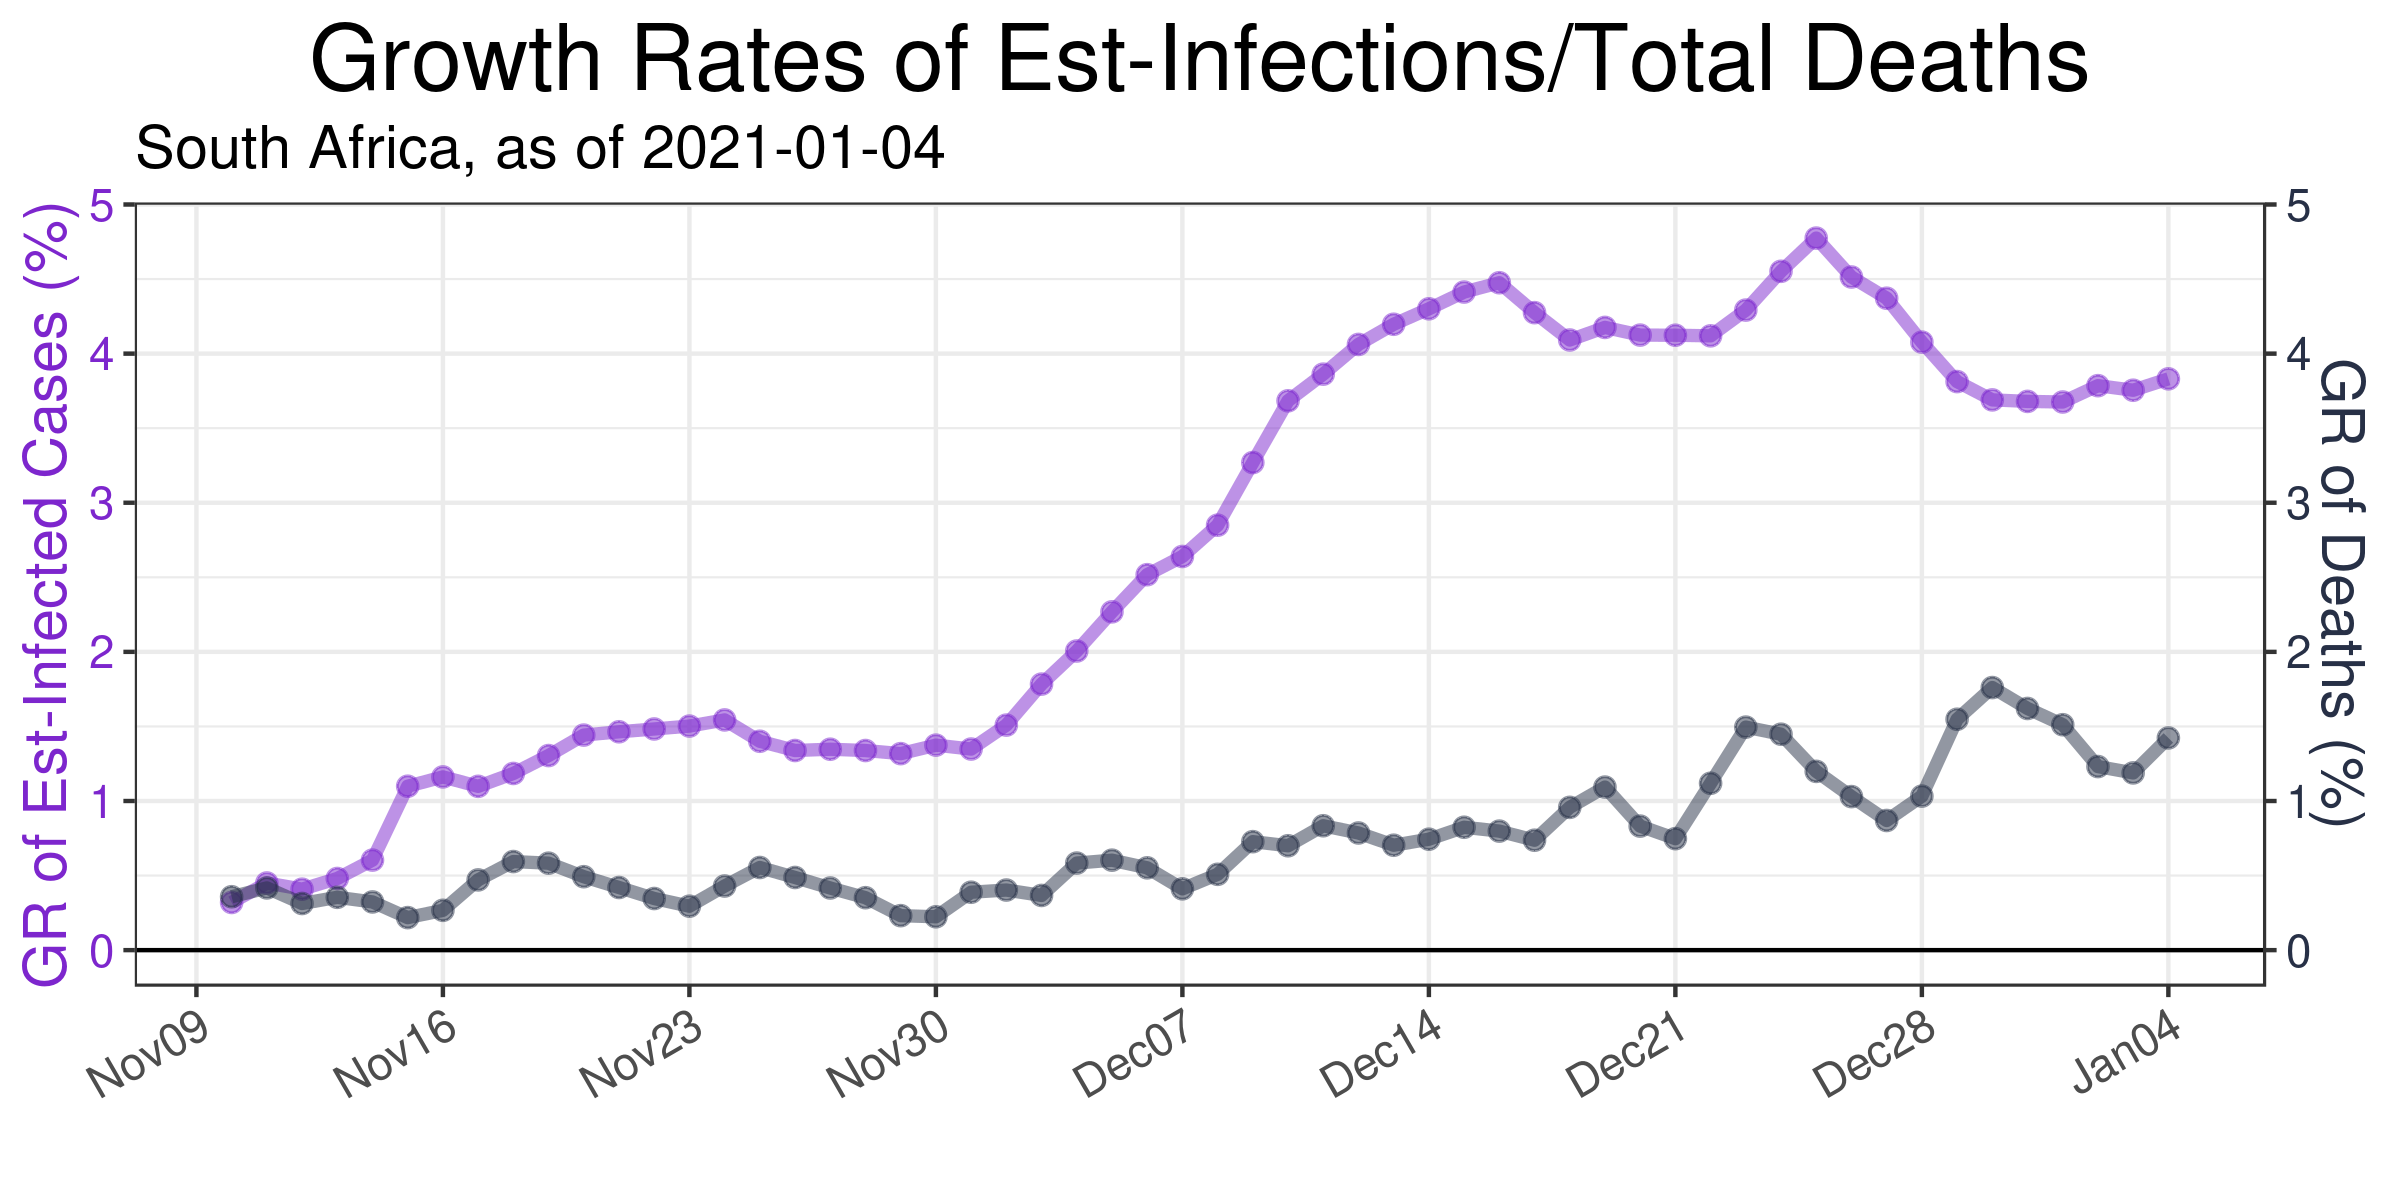 Growth Rates of Est-Infections/Total Deaths
South Africa, as of 2021-01-04
GR of Est-Infected Cases (%)
5
4
3
2
1
0
5
4
3
2
1
0
GR of Deaths (%)
Nov09
Nov16
Nov23
Nov30
Dec07
Dec14
Dec21
Dec28
Jan04